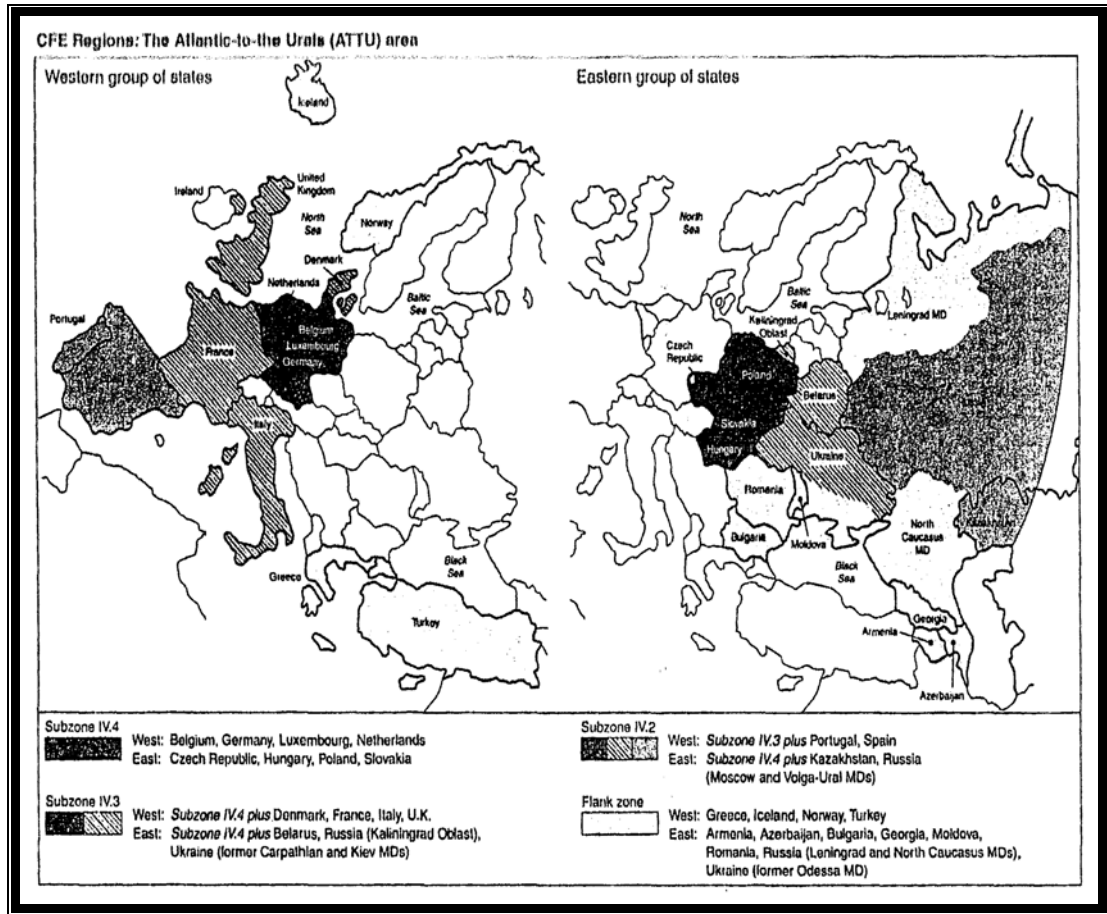 CFE Regions: The Atlantic-to-the Urals (ATTU) area
Western group of states
Iceland
Ireland
United
Kingdom
North
Sea
Norway
Denmark
Netherlands
Baltic
Sea
Portugal
Belgium
Luxembourg
Germany
France
Italy
Greece
Black
Sea
Turkey
Eastern group of states
North
Sea
Baltic
Sea
Leningrad MD
Kaliningrad
Oblast
Czech
Republic
Poland
Belarus
Slovakia
Hungary
Ukraine
Romania
Kazakhstan
North
Caucasus
MD
Bulgaria
Moldova
Black
Sea
Georgia
Armenia
Azerbaijan
Subzone IV.4
West: Belgium, Germany, Luxembourg, Netherlands
East: Czech Republic, Hungary, Poland, Slovakia
Subzone IV.3
West: Subzone IV.4 plus Denmark, France, Italy, U.K.
East: Subzone IV.4 plus Belarus, Russia (Kaliningrad Oblast),
Ukraine (former Carpathian and Kiev MDs)
Subzone IV.2
West: Subzone IV.3 plus Portugal, Spain
East: Subzone IV.4 plus Kazakhstan, Russia
(Moscow and Volga-Ural MDs)
Flank zone
West: Greece, Iceland, Norway, Turkey
East: Armenia, Azerbaijan, Bulgaria, Georgia, Moldova,
Romania, Russia (Leningrad and North Caucasus MDs),
Ukraine (former Odessa MD)